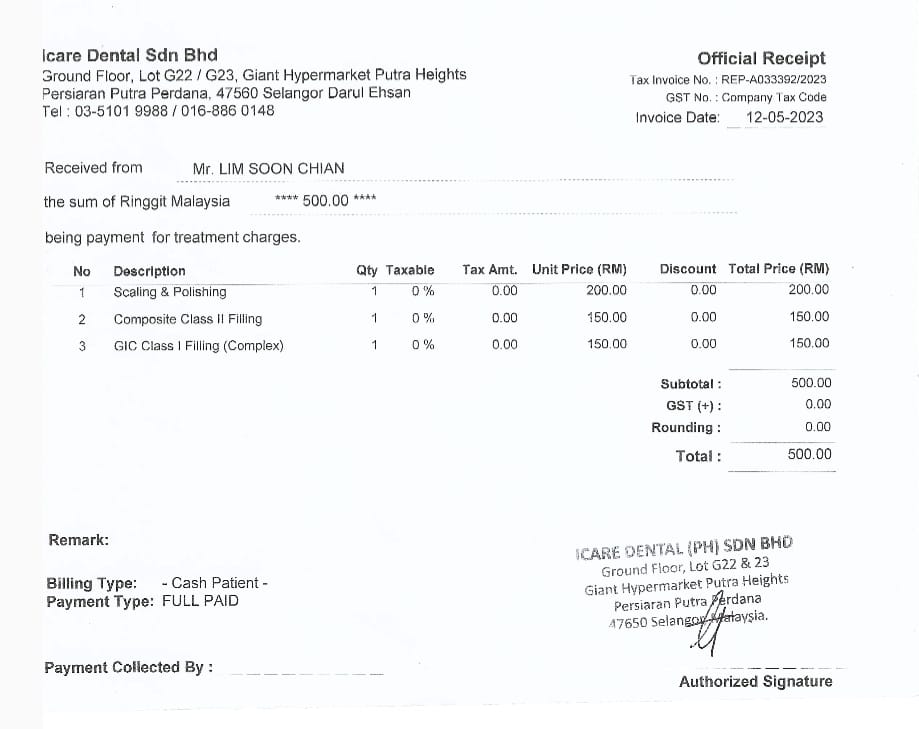 Icare Dental Sdn Bhd
Ground Floor, Lot G22 / G23, Giant Hypermarket Putra Heights
Persiaran Putra Perdana, 47560 Selangor Darul Ehsan
Tel : 03-5101 9988 / 016-886 0148
Official Receipt
Tax Invoice No. : REP-A033392/2023
GST No. : Company Tax Code
Invoice Date: 12-05-2023
Received from Mr. LIM SOON CHIAN
the sum of Ringgit Malaysia **** 500.00 ****
being payment for treatment charges.
No Description Qty Taxable Tax Amt. Unit Price (RM) Discount Total Price (RM)
1 Scaling & Polishing 1 0 % 0.00 200.00 0.00 200.00
2 Composite Class II Filling 1 0 % 0.00 150.00 0.00 150.00
3 GIC Class I Filling (Complex) 1 0 % 0.00 150.00 0.00 150.00
Subtotal : 500.00
GST (+) : 0.00
Rounding : 0.00
Total : 500.00
Remark:
Billing Type: - Cash Patient -
Payment Type: FULL PAID
ICARE DENTAL (PH) SDN BHD
Ground Floor, Lot G22 & 23
Giant Hypermarket Putra Heights
Persiaran Putra Perdana
47650 Selangor Malaysia.
Payment Collected By :
Authorized Signature